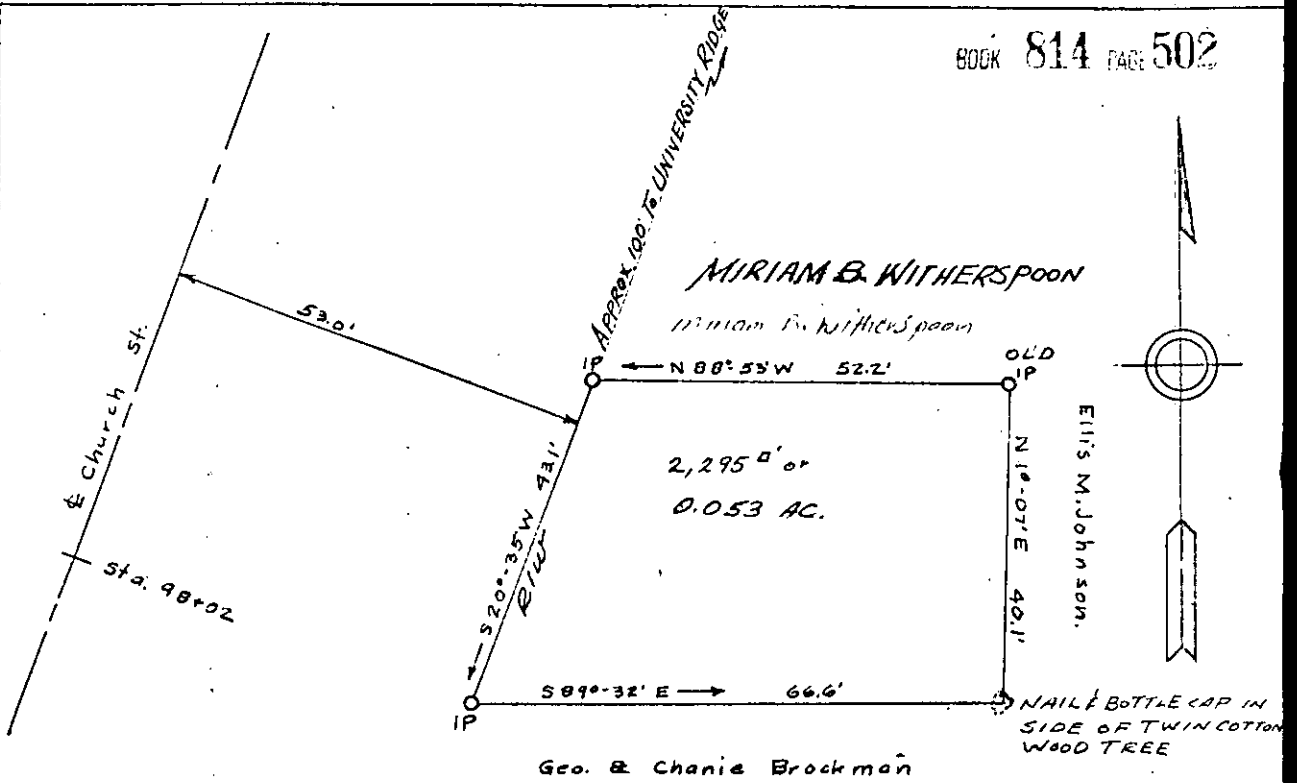 BOOK 814 PAGE 502
APPROX. 100' TO UNIVERSITY RIDGE
MIRIAM B. WITHERSPOON
Miriam B. Witherspoon
53.0'
℄ Church St.
Sta. 98+02
IP
N 88°-53' W 52.2'
OLD
IP
2,295 □' or
0.053 AC.
S 20°-35' W 43.1'
R/W
N 1°-07' E 40.1'
Ellis M. Johnson.
S 89°-32' E 66.6'
IP
NAIL & BOTTLE CAP IN
SIDE OF TWIN COTTON
WOOD TREE
Geo. & Chanie Brockman